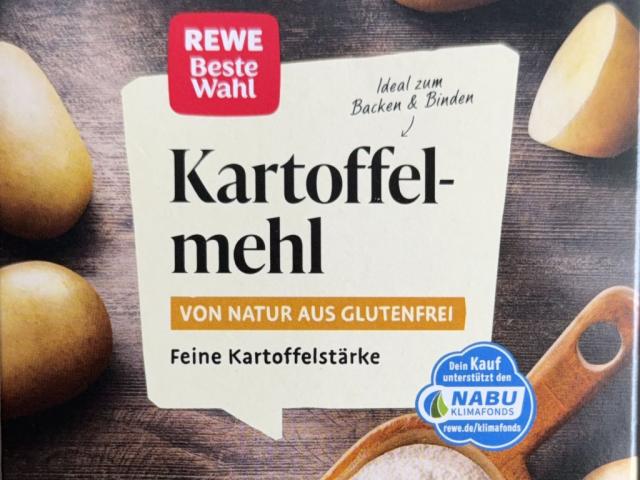 REWE
Beste
Wahl
Ideal zum
Backen & Binden
Kartoffel-
mehl
VON NATUR AUS GLUTENFREI
Feine Kartoffelstärke
Dein Kauf
unterstützt den
NABU
KLIMAFONDS
rewe.de/klimafonds